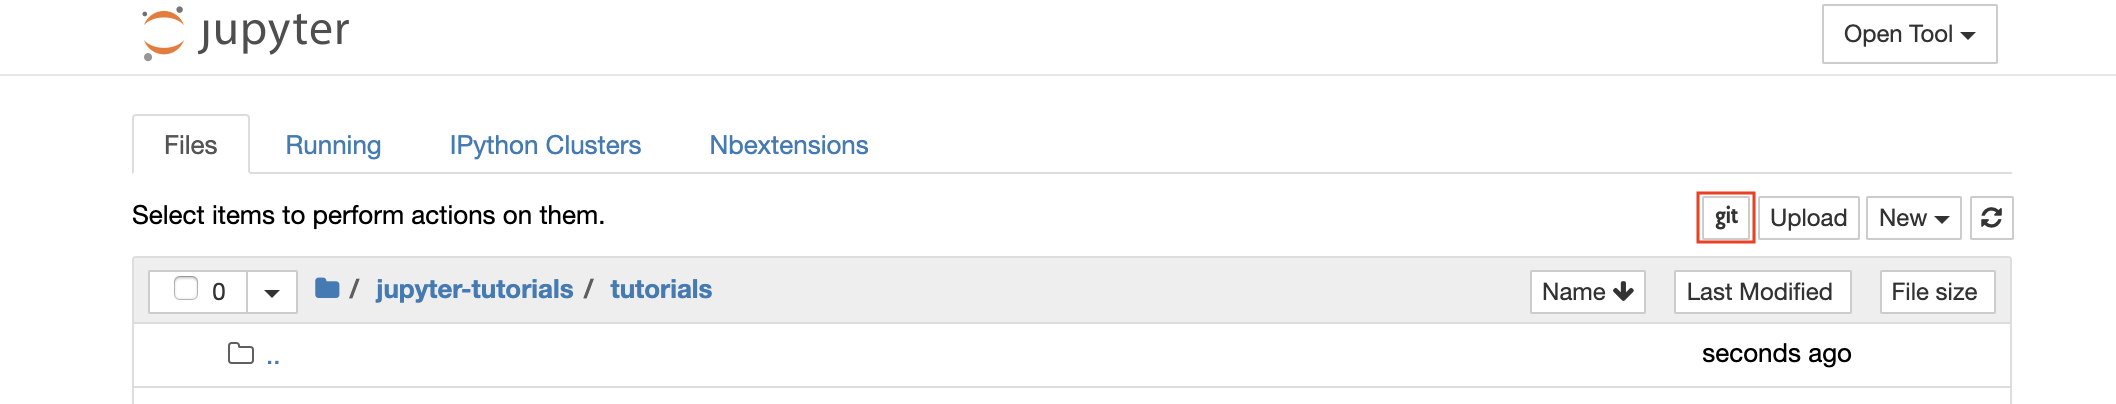 jupyter
Open Tool
Files Running IPython Clusters Nbextensions
Select items to perform actions on them.
git Upload New
0 / jupyter-tutorials / tutorials Name Last Modified File size
.. seconds ago